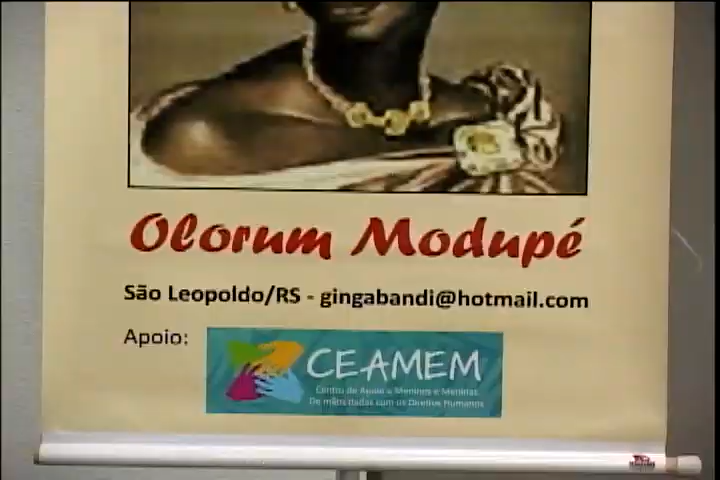 Olorum Modupé
São Leopoldo/RS - gingabandi@hotmail.com
Apoio:
CEAMEM
Centro de Apoio a Meninos e Meninas
De mãos dadas com os Direitos Humanos